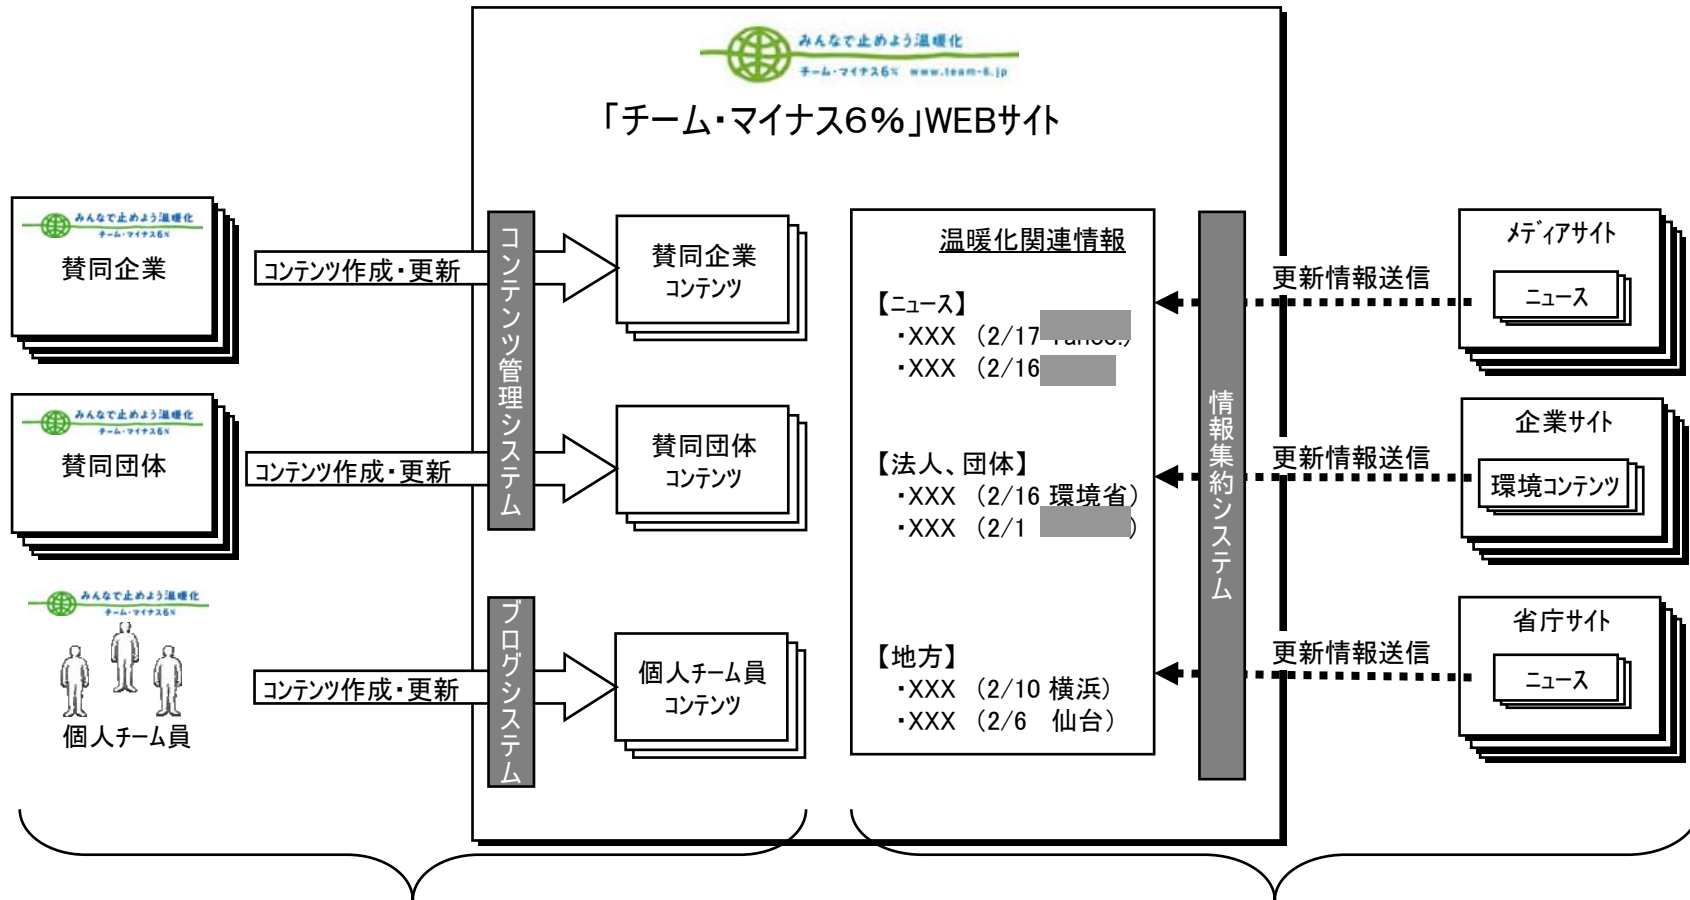 みんなで止めよう温暖化
チーム・マイナス6% www.team-6.jp
「チーム・マイナス6%」WEBサイト
みんなで止めよう温暖化
チーム・マイナス6%
賛同企業
コンテンツ作成・更新
コンテンツ管理システム
賛同企業
コンテンツ
みんなで止めよう温暖化
チーム・マイナス6%
賛同団体
コンテンツ作成・更新
賛同団体
コンテンツ
みんなで止めよう温暖化
チーム・マイナス6%
個人チーム員
コンテンツ作成・更新
ブログシステム
個人チーム員
コンテンツ
温暖化関連情報
【ニュース】
・XXX (2/17
・XXX (2/16
【法人、団体】
・XXX (2/16 環境省)
・XXX (2/1 )
【地方】
・XXX (2/10 横浜)
・XXX (2/6 仙台)
情報集約システム
更新情報送信
メディアサイト
ニュース
更新情報送信
企業サイト
環境コンテンツ
更新情報送信
省庁サイト
ニュース